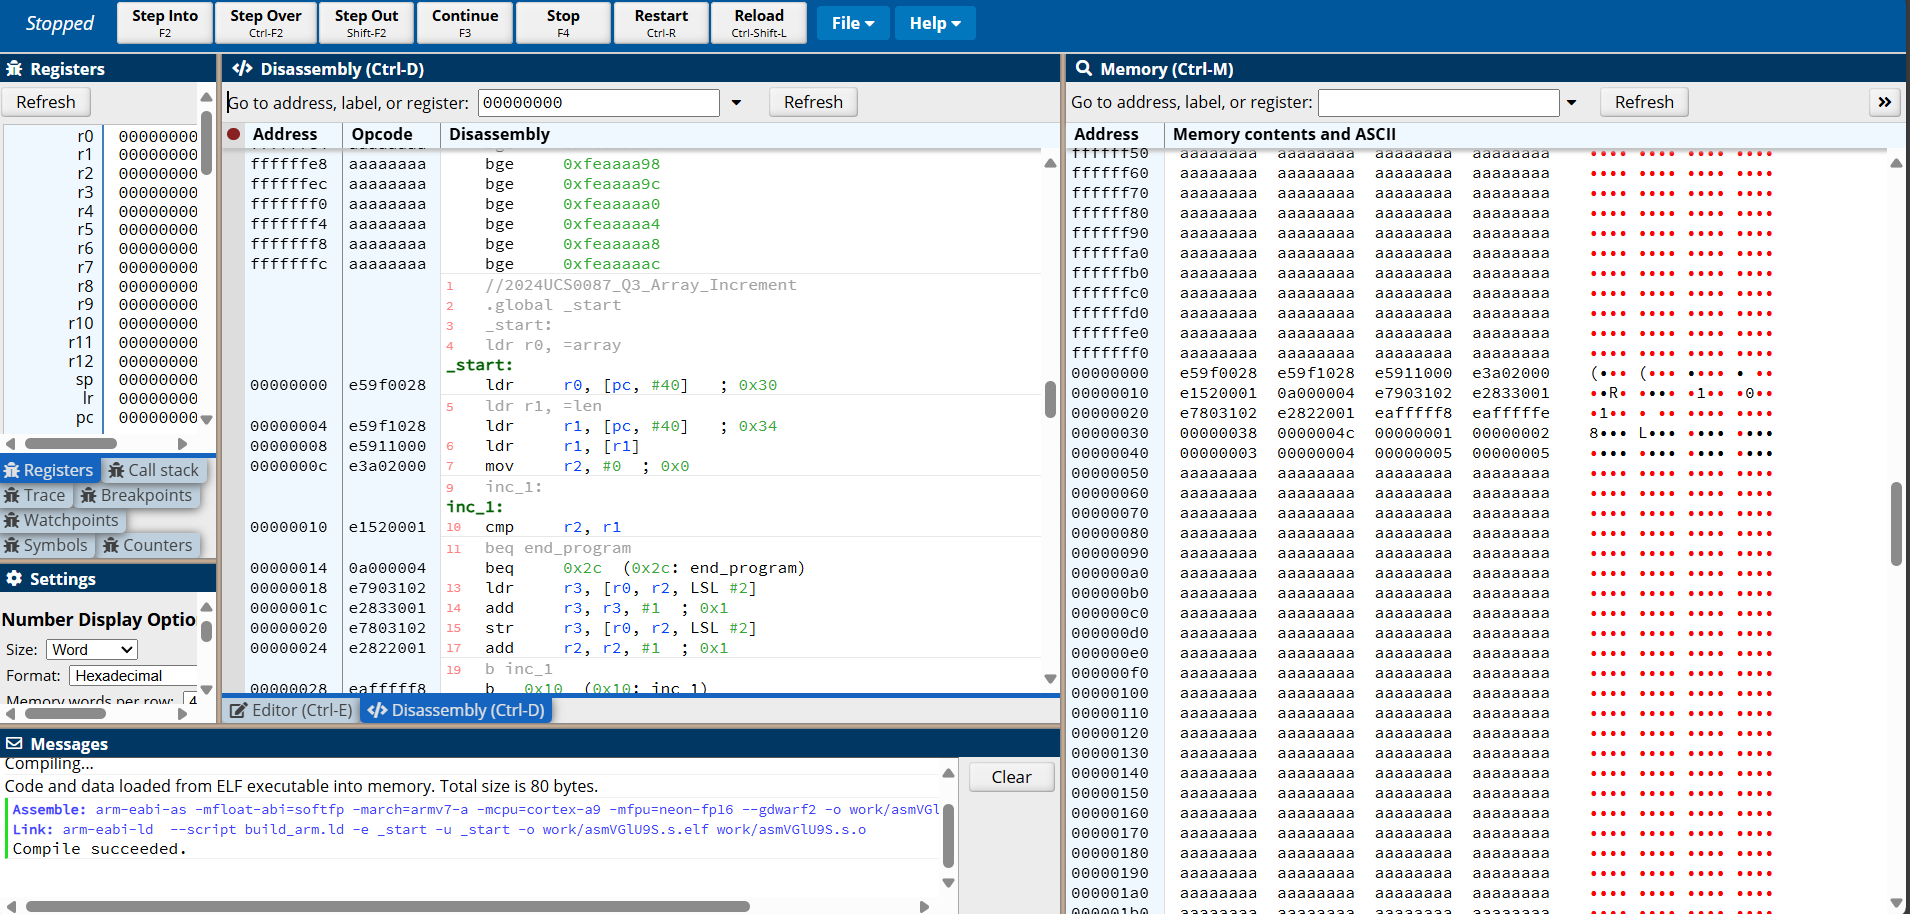 Stopped
Step Into
F2
Step Over
Ctrl-F2
Step Out
Shift-F2
Continue
F3
Stop
F4
Restart
Ctrl-R
Reload
Ctrl-Shift-L
File
Help
Registers
Refresh
r0 00000000
r1 00000000
r2 00000000
r3 00000000
r4 00000000
r5 00000000
r6 00000000
r7 00000000
r8 00000000
r9 00000000
r10 00000000
r11 00000000
r12 00000000
sp 00000000
lr 00000000
pc 00000000
Registers
Call stack
Trace
Breakpoints
Watchpoints
Symbols
Counters
Settings
Number Display Optio
Size: Word
Format: Hexadecimal
Memory words per row: 4
Disassembly (Ctrl-D)
Go to address, label, or register: 00000000
Refresh
Address Opcode Disassembly
ffffffe8 aaaaaaaa bge 0xfeaaaa98
ffffffec aaaaaaaa bge 0xfeaaaa9c
fffffff0 aaaaaaaa bge 0xfeaaaaa0
fffffff4 aaaaaaaa bge 0xfeaaaaa4
fffffff8 aaaaaaaa bge 0xfeaaaaa8
fffffffc aaaaaaaa bge 0xfeaaaaac
1 //2024UCS0087_Q3_Array_Increment
2 .global _start
3 _start:
4 ldr r0, =array
_start:
00000000 e59f0028 ldr r0, [pc, #40] ; 0x30
5 ldr r1, =len
00000004 e59f1028 ldr r1, [pc, #40] ; 0x34
00000008 e5911000 6 ldr r1, [r1]
0000000c e3a02000 7 mov r2, #0 ; 0x0
9 inc_1:
inc_1:
00000010 e1520001 10 cmp r2, r1
11 beq end_program
00000014 0a000004 beq 0x2c (0x2c: end_program)
00000018 e7903102 13 ldr r3, [r0, r2, LSL #2]
0000001c e2833001 14 add r3, r3, #1 ; 0x1
00000020 e7803102 15 str r3, [r0, r2, LSL #2]
00000024 e2822001 17 add r2, r2, #1 ; 0x1
19 b inc_1
00000028 eafffff8 b 0x10 (0x10: inc_1)
Editor (Ctrl-E)
Disassembly (Ctrl-D)
Messages
Compiling...
Code and data loaded from ELF executable into memory. Total size is 80 bytes.
Assemble: arm-eabi-as -mfloat-abi=softfp -march=armv7-a -mcpu=cortex-a9 -mfpu=neon-fp16 --gdwarf2 -o work/asmVGl
Link: arm-eabi-ld --script build_arm.ld -e _start -u _start -o work/asmVGlU9S.s.elf work/asmVGlU9S.s.o
Compile succeeded.
Clear
Memory (Ctrl-M)
Go to address, label, or register:
Refresh
Address Memory contents and ASCII
ffffff50 aaaaaaaa aaaaaaaa aaaaaaaa aaaaaaaa •••• •••• •••• ••••
ffffff60 aaaaaaaa aaaaaaaa aaaaaaaa aaaaaaaa •••• •••• •••• ••••
ffffff70 aaaaaaaa aaaaaaaa aaaaaaaa aaaaaaaa •••• •••• •••• ••••
ffffff80 aaaaaaaa aaaaaaaa aaaaaaaa aaaaaaaa •••• •••• •••• ••••
ffffff90 aaaaaaaa aaaaaaaa aaaaaaaa aaaaaaaa •••• •••• •••• ••••
ffffffa0 aaaaaaaa aaaaaaaa aaaaaaaa aaaaaaaa •••• •••• •••• ••••
ffffffb0 aaaaaaaa aaaaaaaa aaaaaaaa aaaaaaaa •••• •••• •••• ••••
ffffffc0 aaaaaaaa aaaaaaaa aaaaaaaa aaaaaaaa •••• •••• •••• ••••
ffffffd0 aaaaaaaa aaaaaaaa aaaaaaaa aaaaaaaa •••• •••• •••• ••••
ffffffe0 aaaaaaaa aaaaaaaa aaaaaaaa aaaaaaaa •••• •••• •••• ••••
fffffff0 aaaaaaaa aaaaaaaa aaaaaaaa aaaaaaaa •••• •••• •••• ••••
00000000 e59f0028 e59f1028 e5911000 e3a02000 (••• (••• •••• • ••
00000010 e1520001 0a000004 e7903102 e2833001 ••R• •••• •1•• •0••
00000020 e7803102 e2822001 eafffff8 eafffffe •1•• • •• •••• ••••
00000030 00000038 0000004c 00000001 00000002 8••• L••• •••• ••••
00000040 00000003 00000004 00000005 00000005 •••• •••• •••• ••••
00000050 aaaaaaaa aaaaaaaa aaaaaaaa aaaaaaaa •••• •••• •••• ••••
00000060 aaaaaaaa aaaaaaaa aaaaaaaa aaaaaaaa •••• •••• •••• ••••
00000070 aaaaaaaa aaaaaaaa aaaaaaaa aaaaaaaa •••• •••• •••• ••••
00000080 aaaaaaaa aaaaaaaa aaaaaaaa aaaaaaaa •••• •••• •••• ••••
00000090 aaaaaaaa aaaaaaaa aaaaaaaa aaaaaaaa •••• •••• •••• ••••
000000a0 aaaaaaaa aaaaaaaa aaaaaaaa aaaaaaaa •••• •••• •••• ••••
000000b0 aaaaaaaa aaaaaaaa aaaaaaaa aaaaaaaa •••• •••• •••• ••••
000000c0 aaaaaaaa aaaaaaaa aaaaaaaa aaaaaaaa •••• •••• •••• ••••
000000d0 aaaaaaaa aaaaaaaa aaaaaaaa aaaaaaaa •••• •••• •••• ••••
000000e0 aaaaaaaa aaaaaaaa aaaaaaaa aaaaaaaa •••• •••• •••• ••••
000000f0 aaaaaaaa aaaaaaaa aaaaaaaa aaaaaaaa •••• •••• •••• ••••
00000100 aaaaaaaa aaaaaaaa aaaaaaaa aaaaaaaa •••• •••• •••• ••••
00000110 aaaaaaaa aaaaaaaa aaaaaaaa aaaaaaaa •••• •••• •••• ••••
00000120 aaaaaaaa aaaaaaaa aaaaaaaa aaaaaaaa •••• •••• •••• ••••
00000130 aaaaaaaa aaaaaaaa aaaaaaaa aaaaaaaa •••• •••• •••• ••••
00000140 aaaaaaaa aaaaaaaa aaaaaaaa aaaaaaaa •••• •••• •••• ••••
00000150 aaaaaaaa aaaaaaaa aaaaaaaa aaaaaaaa •••• •••• •••• ••••
00000160 aaaaaaaa aaaaaaaa aaaaaaaa aaaaaaaa •••• •••• •••• ••••
00000170 aaaaaaaa aaaaaaaa aaaaaaaa aaaaaaaa •••• •••• •••• ••••
00000180 aaaaaaaa aaaaaaaa aaaaaaaa aaaaaaaa •••• •••• •••• ••••
00000190 aaaaaaaa aaaaaaaa aaaaaaaa aaaaaaaa •••• •••• •••• ••••
000001a0 aaaaaaaa aaaaaaaa aaaaaaaa aaaaaaaa •••• •••• •••• ••••
000001b0 aaaaaaaa aaaaaaaa aaaaaaaa aaaaaaaa •••• •••• •••• ••••